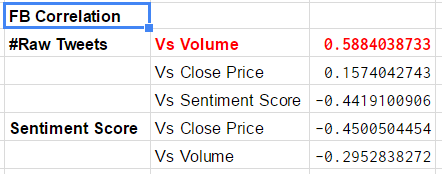 FB Correlation
#Raw Tweets Vs Volume 0.5884038733
Vs Close Price 0.1574042743
Vs Sentiment Score -0.4419100906
Sentiment Score Vs Close Price -0.4500504454
Vs Volume -0.2952838272